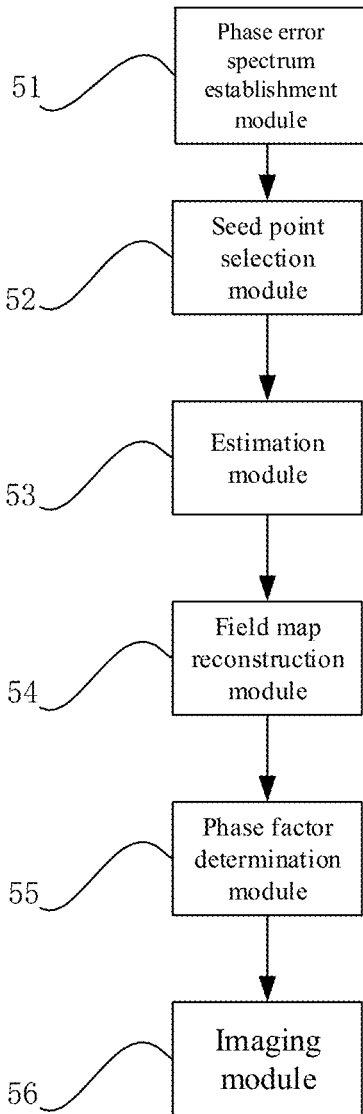 Phase error
spectrum
establishment
module
51
Seed point
selection
module
52
Estimation
module
53
Field map
reconstruction
module
54
Phase factor
determination
module
55
Imaging
module
56